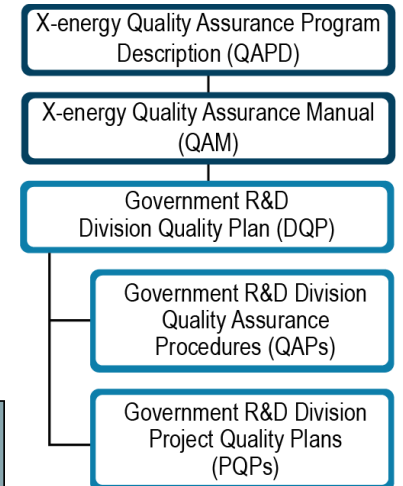 X-energy Quality Assurance Program
Description (QAPD)
X-energy Quality Assurance Manual
(QAM)
Government R&D
Division Quality Plan (DQP)
Government R&D Division
Quality Assurance
Procedures (QAPs)
Government R&D Division
Project Quality Plans
(PQPs)